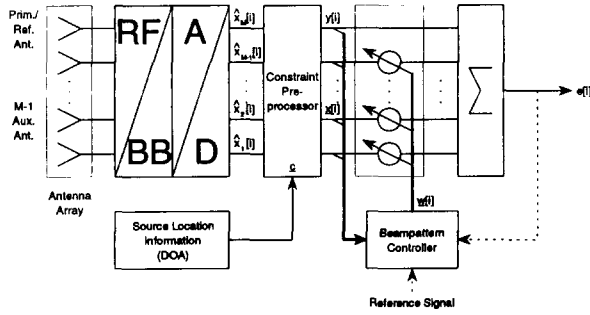 Prim./
Ref.
Ant.
M-1
Aux.
Ant.
Antenna
Array
RF
BB
A
D
x̂M[i]
x̂M-1[i]
x̂2[i]
x̂1[i]
Constraint
Pre-
processor
c
y[i]
x[i]
w[i]
Σ
e[i]
Source Location
Information
(DOA)
Beampattern
Controller
Reference Signal